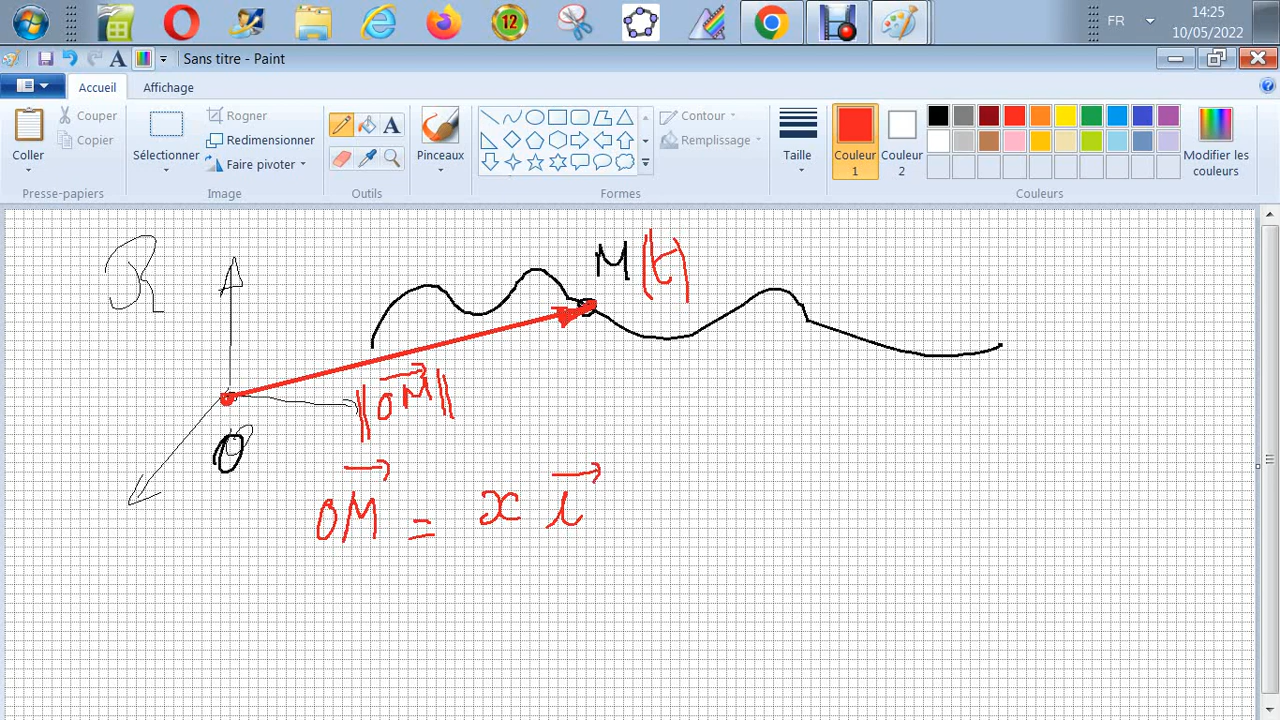 12
FR
14:25
10/05/2022
Sans titre - Paint
Accueil
Affichage
Coller
Couper
Copier
Presse-papiers
Sélectionner
Rogner
Redimensionner
Faire pivoter
Image
A
Outils
Pinceaux
Contour
Remplissage
Formes
Taille
Couleur 1
Couleur 2
Modifier les couleurs
Couleurs
R
M(t)
||OM||
O
OM = x i